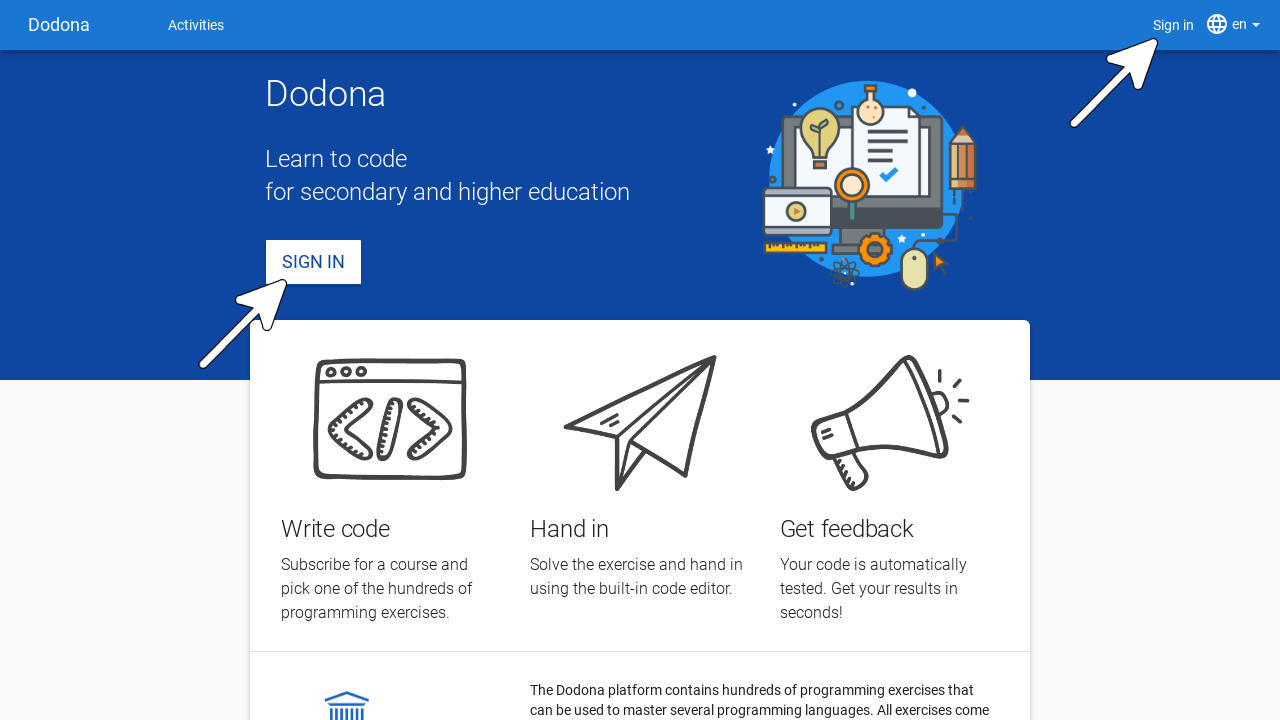 Dodona
Activities
Sign in
en
Dodona
Learn to code
for secondary and higher education
SIGN IN
Write code
Subscribe for a course and
pick one of the hundreds of
programming exercises.
Hand in
Solve the exercise and hand in
using the built-in code editor.
Get feedback
Your code is automatically
tested. Get your results in
seconds!
The Dodona platform contains hundreds of programming exercises that
can be used to master several programming languages. All exercises come